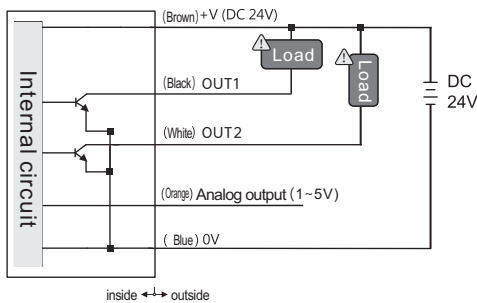 (Brown)+V (DC 24V)
Load
(Black) OUT1
Load
DC
24V
(White) OUT2
Internal circuit
(Orange) Analog output (1~5V)
( Blue ) 0V
inside outside